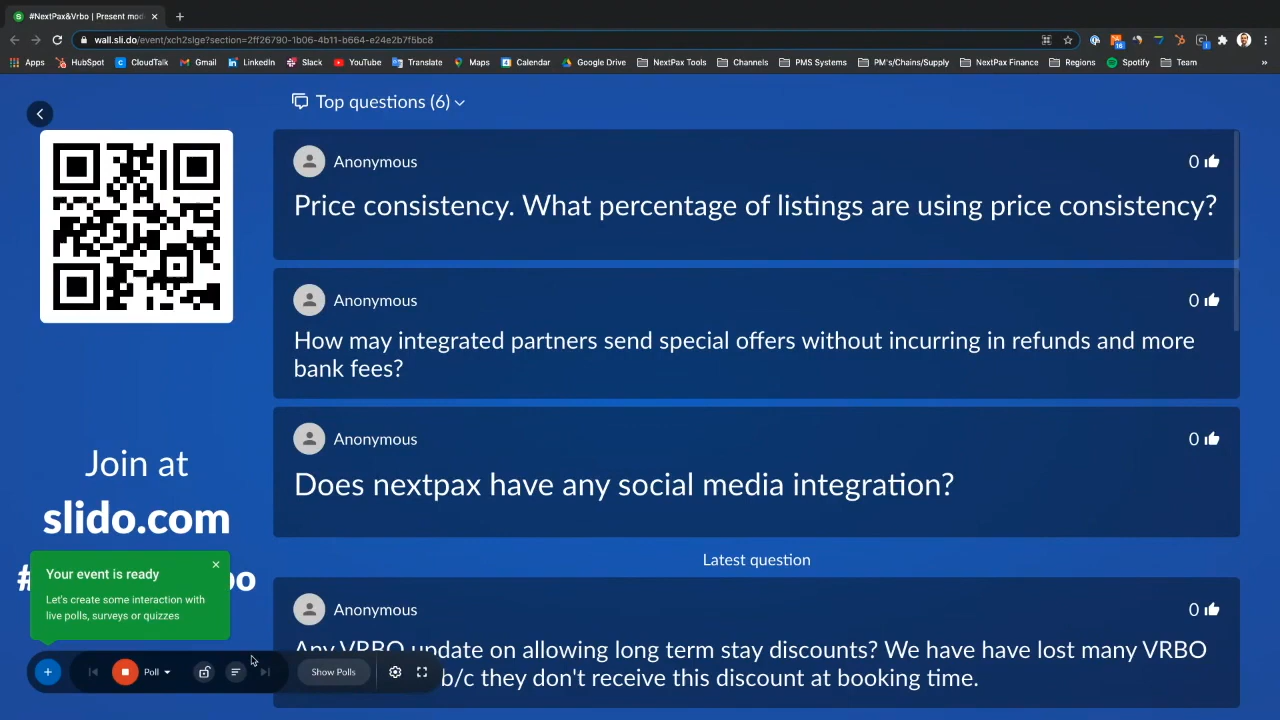 #NextPax&Vrbo | Present mod
wall.sli.do/event/xch2slge?section=2ff26790-1b06-4b11-b664-e24e2b7f5bc8
Apps HubSpot CloudTalk Gmail LinkedIn Slack YouTube Translate Maps Calendar Google Drive NextPax Tools Channels PMS Systems PM's/Chains/Supply NextPax Finance Regions Spotify Team »
Top questions (6)
Anonymous 0
Price consistency. What percentage of listings are using price consistency?
Anonymous 0
How may integrated partners send special offers without incurring in refunds and more
bank fees?
Anonymous 0
Does nextpax have any social media integration?
Latest question
Anonymous 0
Any VRBO update on allowing long term stay discounts? We have have lost many VRBO
b/c they don't receive this discount at booking time.
Join at
slido.com
#
bo
Your event is ready
Let's create some interaction with
live polls, surveys or quizzes
Poll
Show Polls